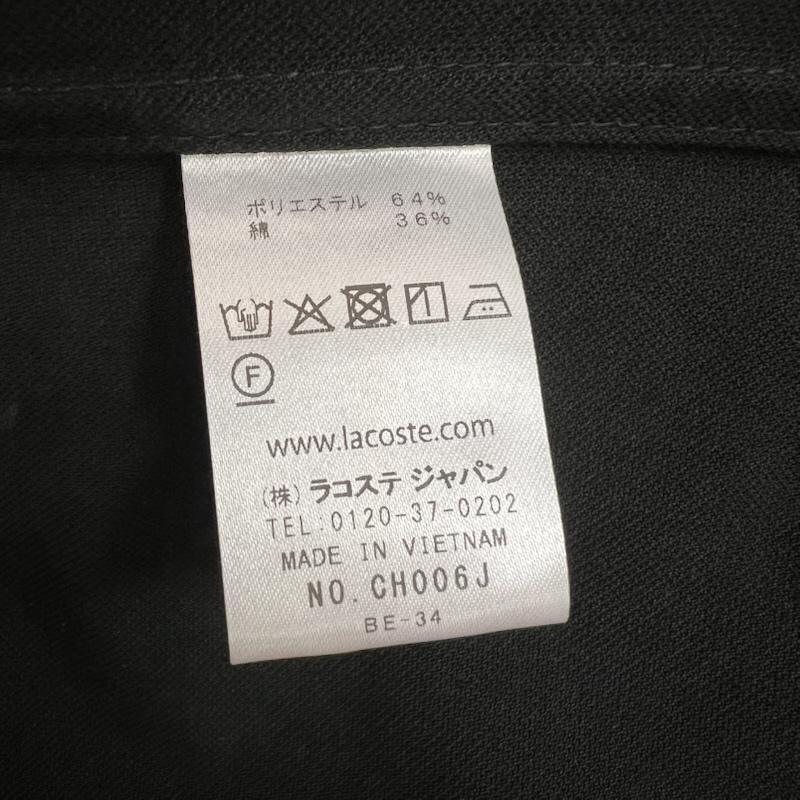 ポリエステル 64%
綿 36%
F
www.lacoste.com
(株) ラコステ ジャパン
TEL:0120-37-0202
MADE IN VIETNAM
NO. CH006J
BE-34